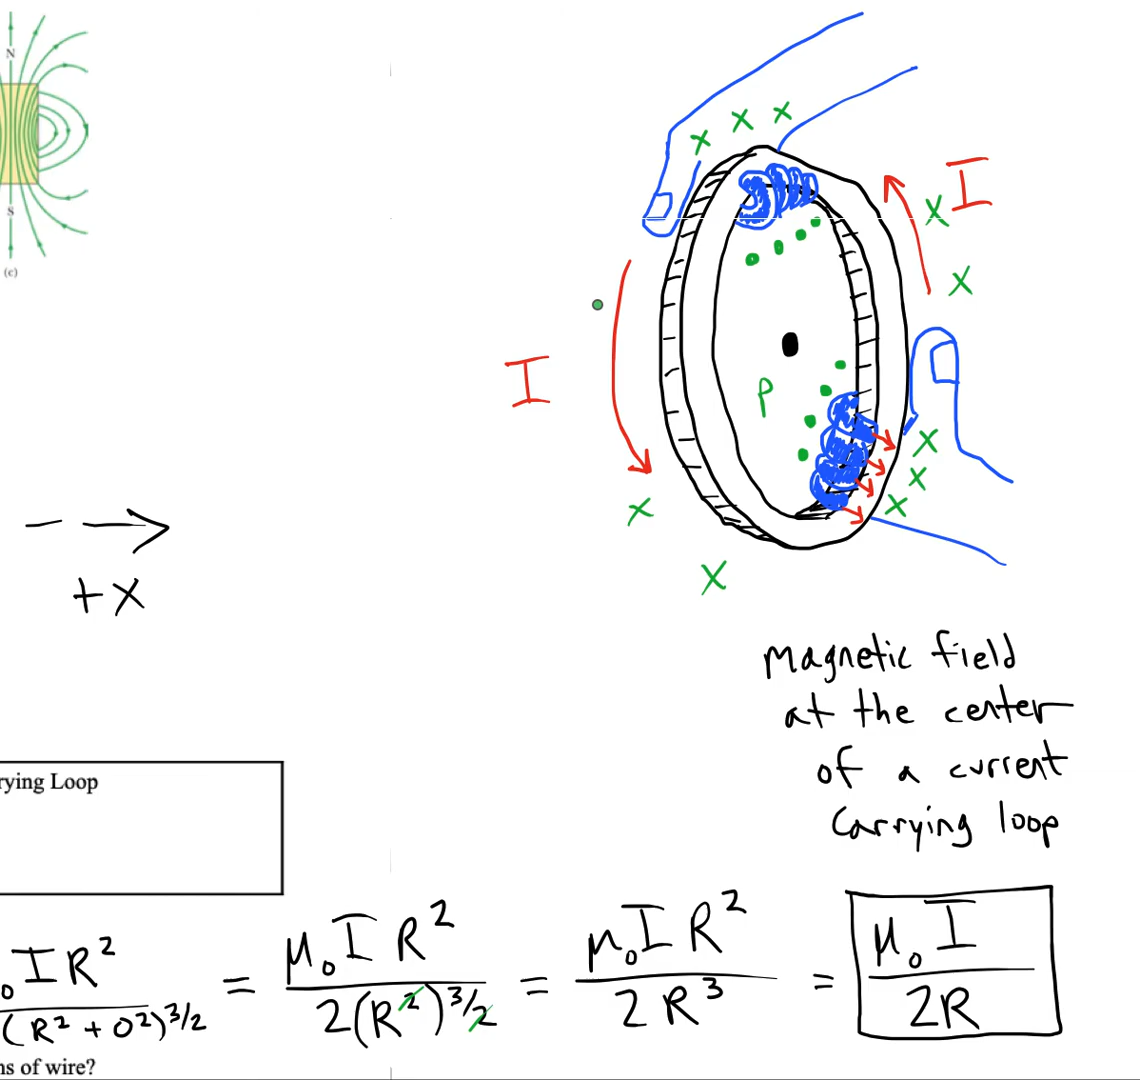 N
S
(c)
x x x
I
x
x
I
P
x
x
x
x
x
+x
Magnetic field
at the center
of a current
carrying loop
rying Loop
₀IR²/(R² + 0²)^3/2 = μ₀IR²/2(R²)^3/2 = μ₀IR²/2R³ = μ₀I/2R
ns of wire?